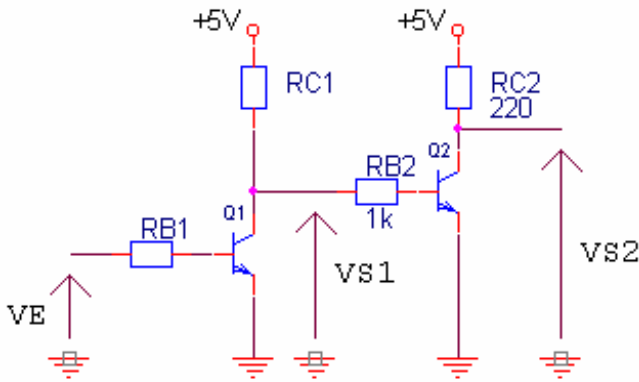 +5V
+5V
RC1
RC2
220
Q2
RB2
1k
Q1
RB1
VS1
VS2
VE